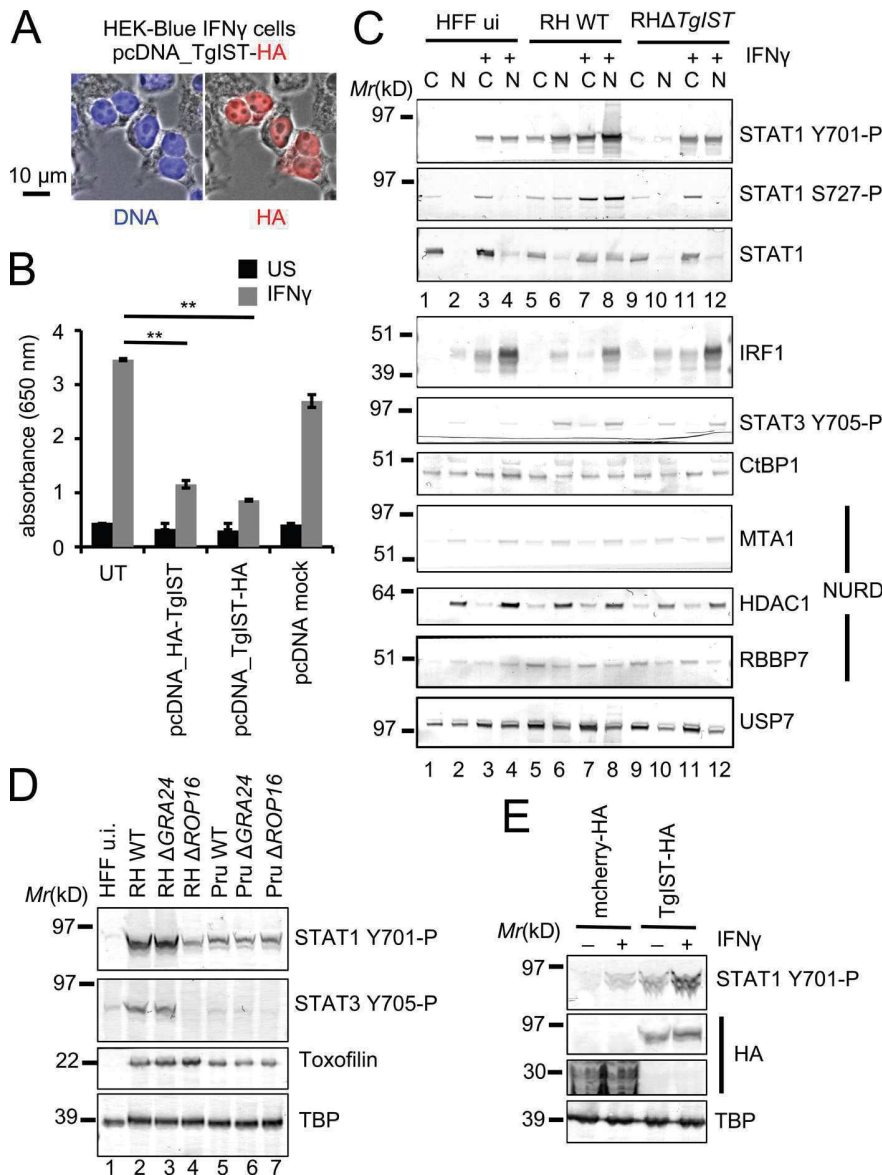 A
HEK-Blue IFNγ cells
pcDNA_TgIST-HA
10 µm
DNA
HA
B
US
IFNγ
**
**
absorbance (650 nm)
4
3
2
1
0
UT
pcDNA_HA-TgIST
pcDNA_TgIST-HA
pcDNA mock
C
HFF ui RH WT RHΔTgIST
+ + + + + + IFNγ
Mr(kD) C N C N C N C N C N C N
97 STAT1 Y701-P
97 STAT1 S727-P
STAT1
1 2 3 4 5 6 7 8 9 10 11 12
51
39 IRF1
97 STAT3 Y705-P
51 CtBP1
97
51 MTA1
64 HDAC1
NURD
51 RBBP7
97 USP7
1 2 3 4 5 6 7 8 9 10 11 12
D
HFF u.i.
RH WT
RH ΔGRA24
RH ΔROP16
Pru WT
Pru ΔGRA24
Pru ΔROP16
Mr(kD)
97 STAT1 Y701-P
97 STAT3 Y705-P
22 Toxofilin
39 TBP
1 2 3 4 5 6 7
E
mcherry-HA
TgIST-HA
Mr(kD) – + – + IFNγ
97 STAT1 Y701-P
97
HA
30
39 TBP